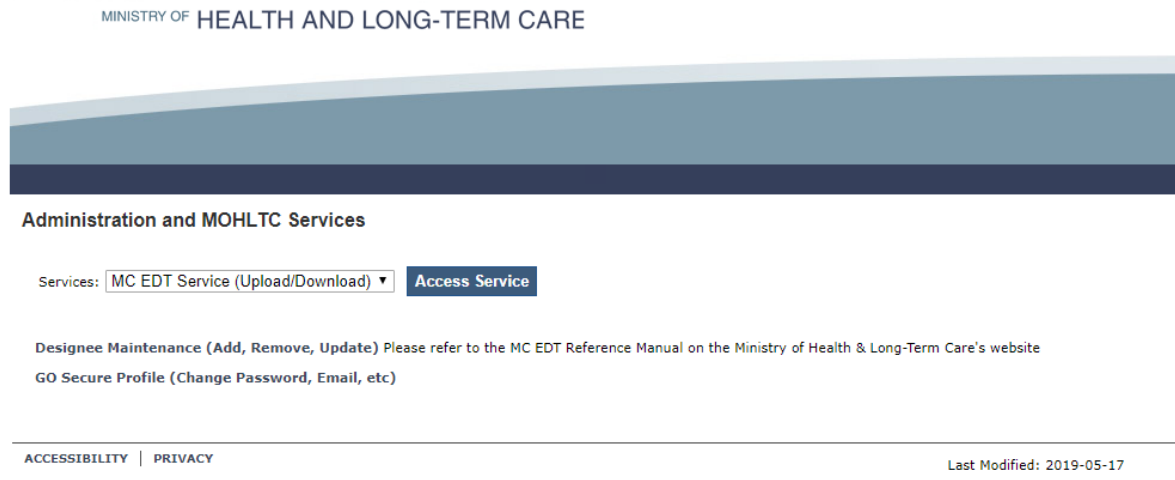 MINISTRY OF HEALTH AND LONG-TERM CARE
Administration and MOHLTC Services
Services: MC EDT Service (Upload/Download) ▼ Access Service
Designee Maintenance (Add, Remove, Update) Please refer to the MC EDT Reference Manual on the Ministry of Health & Long-Term Care's website
GO Secure Profile (Change Password, Email, etc)
ACCESSIBILITY | PRIVACY
Last Modified: 2019-05-17